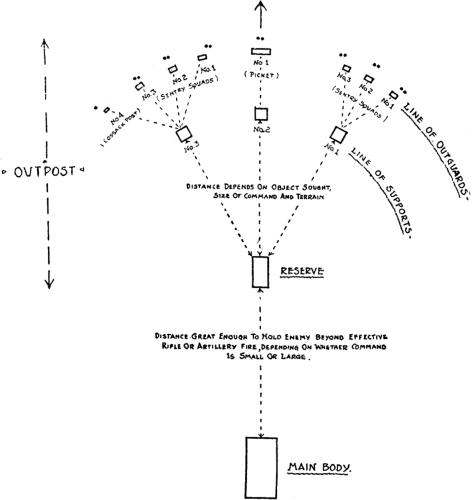 No.1
(PICKET)
No.1
No.2
No.3
(SENTRY SQUADS)
No.4
(COSSACK POST)
No.3
No.2
No.1
(SENTRY SQUADS)
LINE OF OUTGUARDS-
No.3
No.2
No.1
LINE OF SUPPORTS-
OUTPOST
DISTANCE DEPENDS ON OBJECT SOUGHT,
SIZE OF COMMAND AND TERRAIN
RESERVE
DISTANCE GREAT ENOUGH TO HOLD ENEMY BEYOND EFFECTIVE
RIFLE OR ARTILLERY FIRE, DEPENDING ON WHETHER COMMAND
IS SMALL OR LARGE.
MAIN BODY.